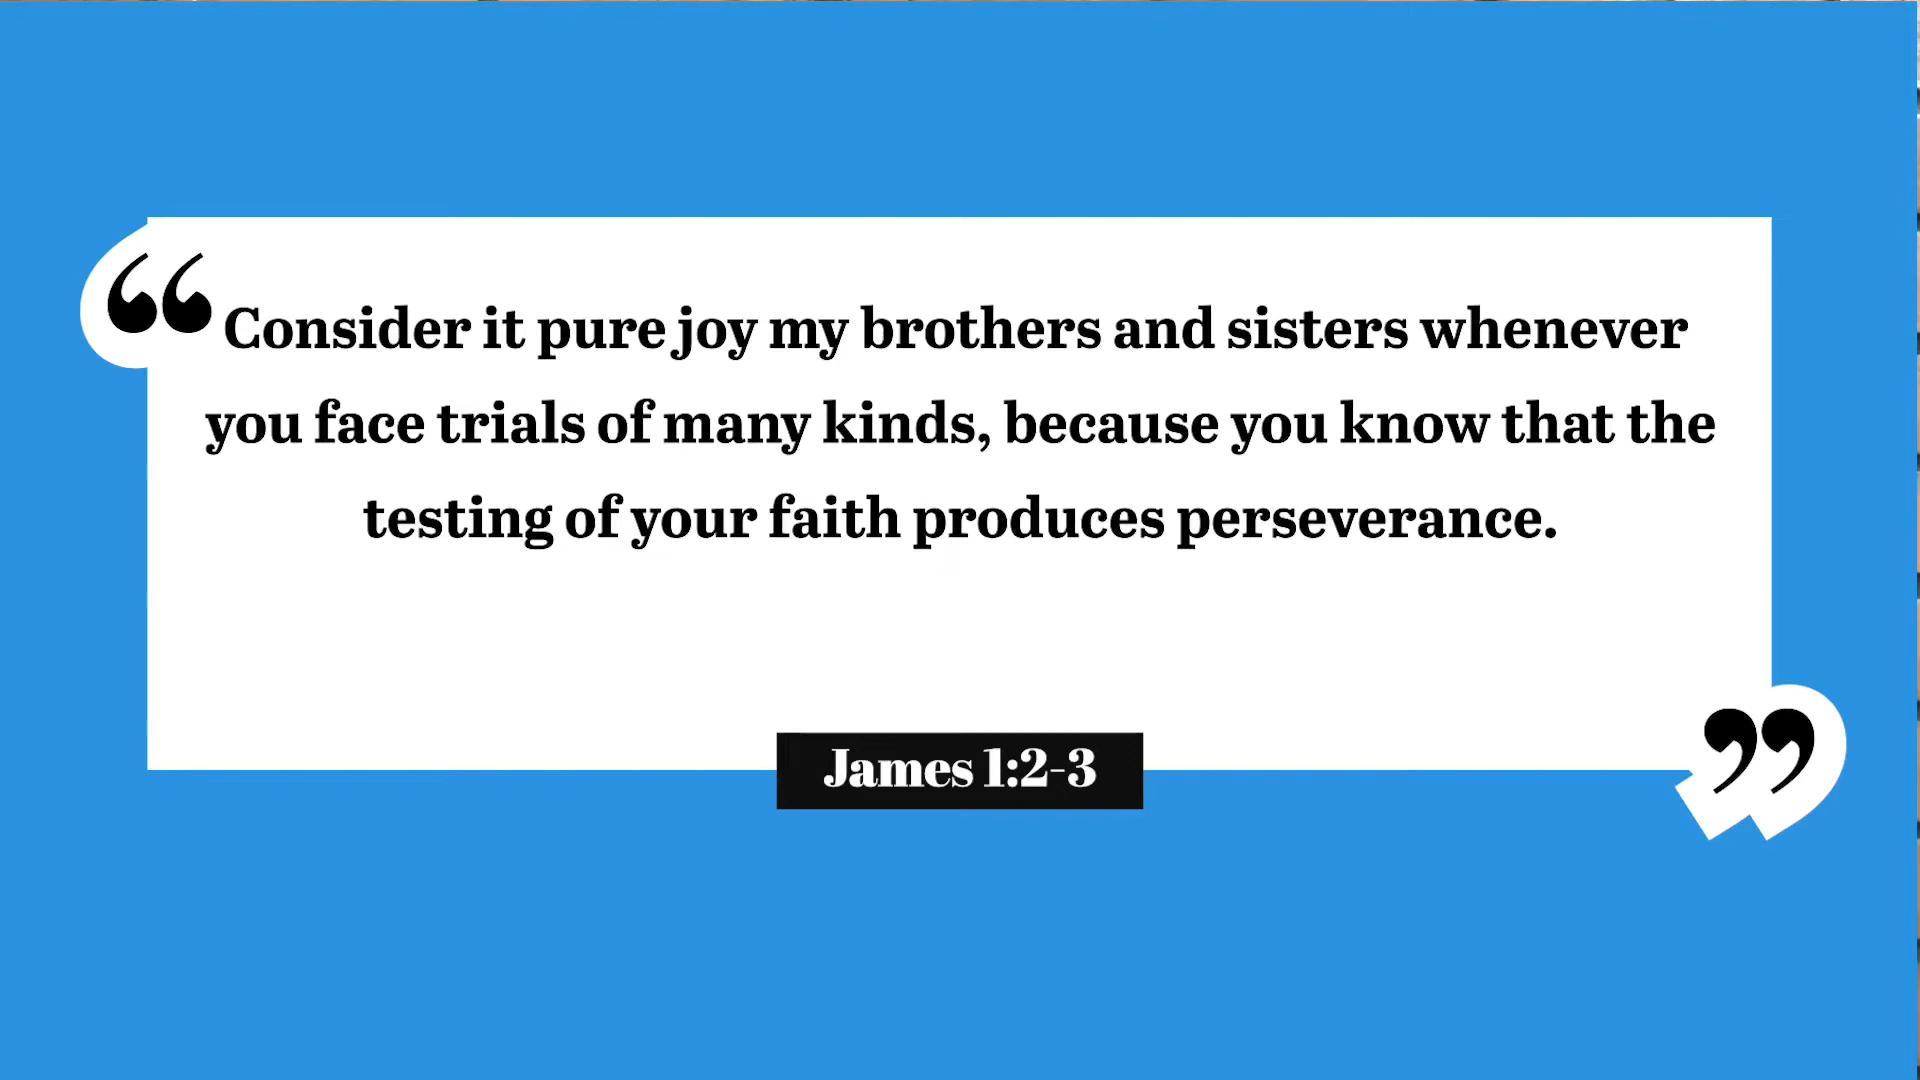 “Consider it pure joy my brothers and sisters whenever
you face trials of many kinds, because you know that the
testing of your faith produces perseverance.
”
James 1:2-3